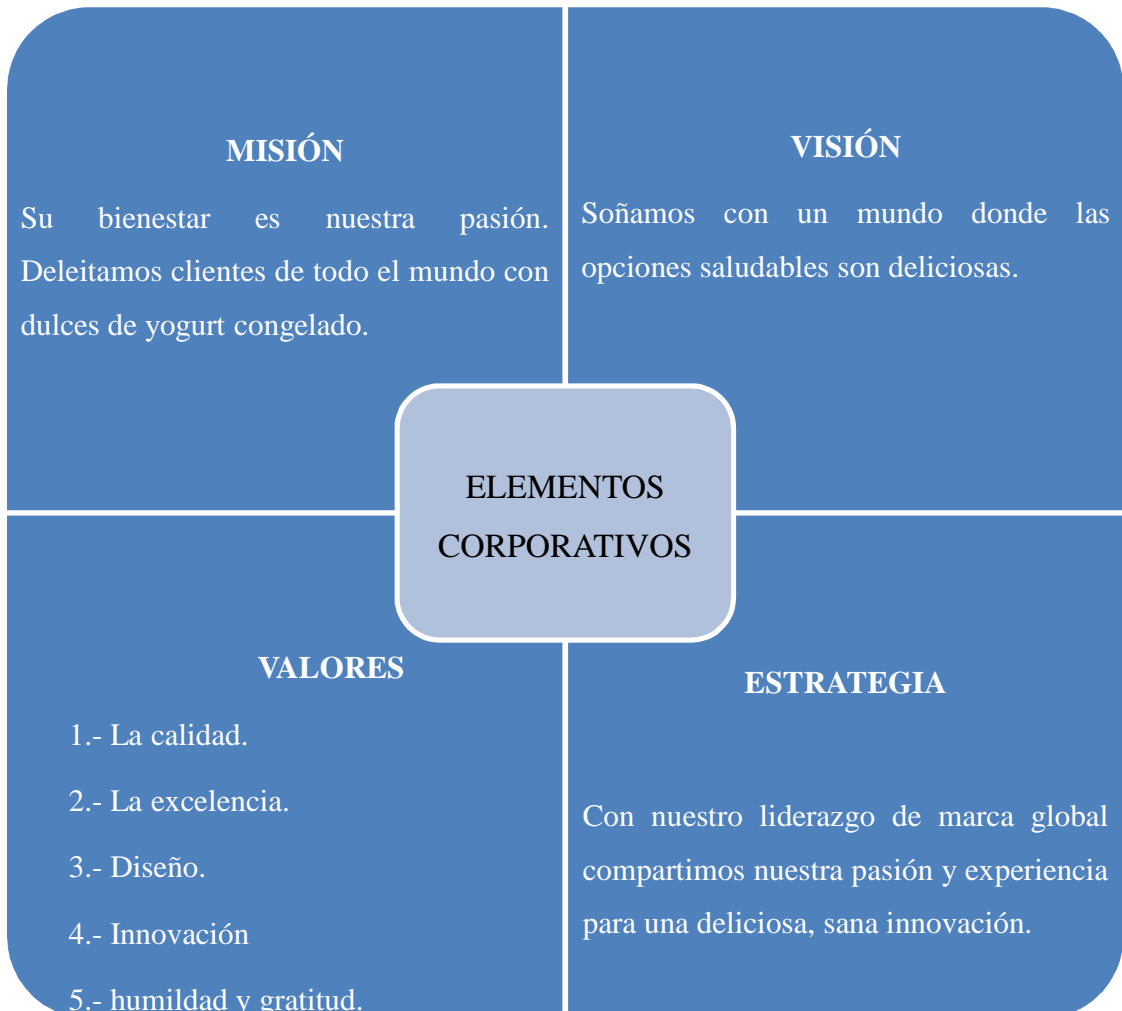 MISIÓN
Su bienestar es nuestra pasión.
Deleitamos clientes de todo el mundo con
dulces de yogurt congelado.
VISIÓN
Soñamos con un mundo donde las
opciones saludables son deliciosas.
ELEMENTOS
CORPORATIVOS
VALORES
1.- La calidad.
2.- La excelencia.
3.- Diseño.
4.- Innovación
5.- humildad y gratitud.
ESTRATEGIA
Con nuestro liderazgo de marca global
compartimos nuestra pasión y experiencia
para una deliciosa, sana innovación.